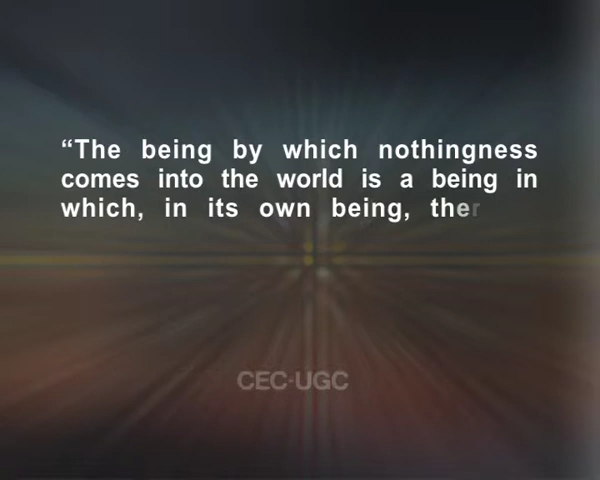 “The being by which nothingness
comes into the world is a being in
which, in its own being, ther
CEC-UGC